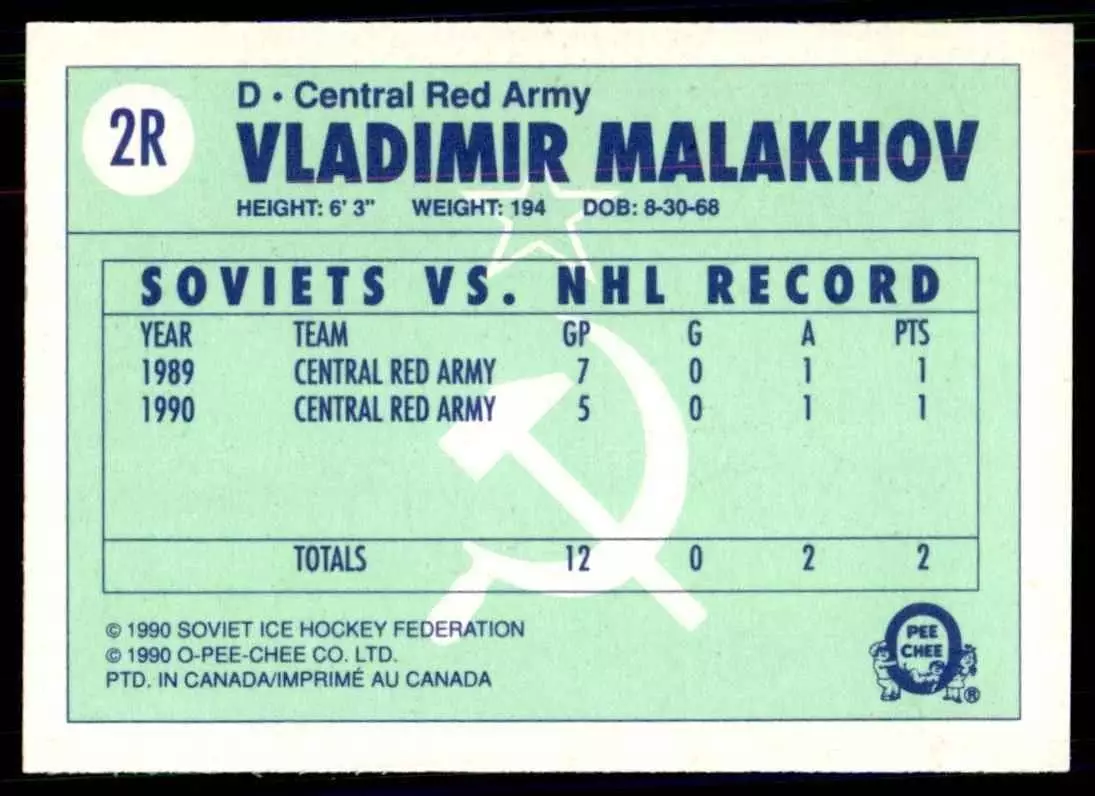 2R
D • Central Red Army
VLADIMIR MALAKHOV
HEIGHT: 6' 3" WEIGHT: 194 DOB: 8-30-68
SOVIETS VS. NHL RECORD
YEAR TEAM GP G A PTS
1989 CENTRAL RED ARMY 7 0 1 1
1990 CENTRAL RED ARMY 5 0 1 1
TOTALS 12 0 2 2
© 1990 SOVIET ICE HOCKEY FEDERATION
© 1990 O-PEE-CHEE CO. LTD.
PTD. IN CANADA/IMPRIMÉ AU CANADA
PEE
CHEE
®